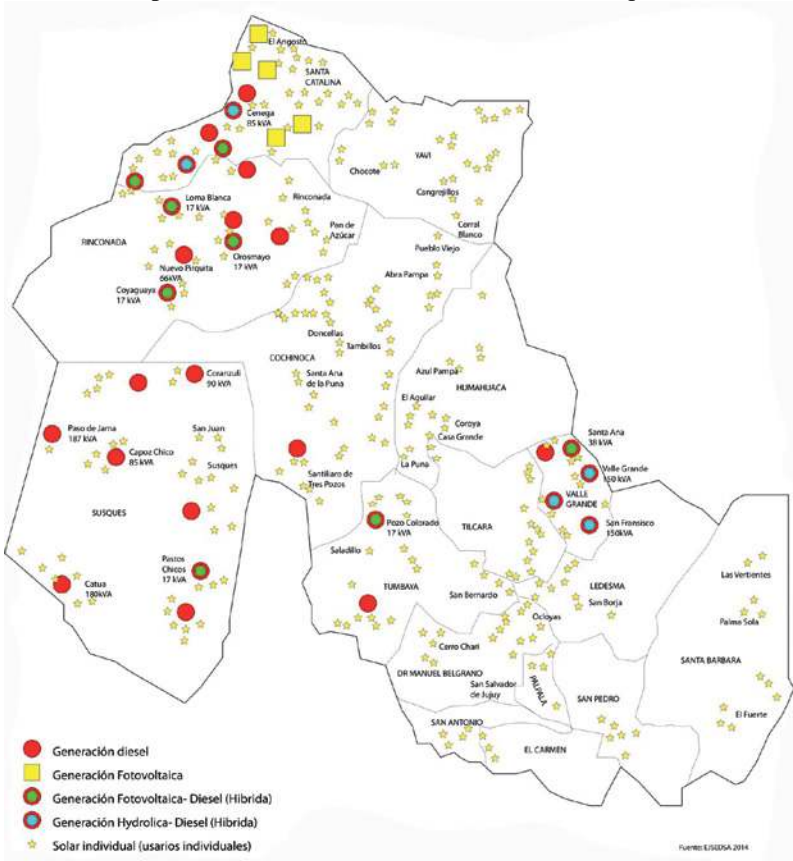 El Angosto
SANTA
CATALINA
Cenega
85 kVA
YAVI
Chocote
Cangrejillos
Corral
Blanco
Loma Blanca
17 kVA
Rinconada
Pan de
Azúcar
RINCONADA
Orosmayo
17 kVA
Nuevo Pirquita
66kVA
Coyaguaya
17 kVA
Pueblo Viejo
Abra Pampa
Doncellas
Tambillos
COCHINOCA
Santa Ana
de la Puna
Azul Pampa
HUMAHUACA
El Aguilar
Coroya
Casa Grande
La Puna
Coranzuli
90 kVA
Paso de Jama
187 kVA
San Juan
Capoz Chico
85 kVA
Susques
SUSQUES
Santiliaro de
Tres Pozos
Santa Ana
38 kVA
Valle Grande
150 kVA
VALLE
GRANDE
San Fransisco
150kVA
Pozo Colorado
17 kVA
TILCARA
Saladillo
Pastos
Chicos
17 kVA
Catua
180kVA
TUMBAYA
San Bernardo
LEDESMA
San Borja
Las Vertientes
Palma Sola
SANTA BARBARA
El Fuerte
Ocloyas
Cerro Chari
DR MANUEL BELGRANO
San Salvador
de Jujuy
PALPALA
SAN PEDRO
SAN ANTONIO
EL CARMEN
Generación diesel
Generación Fotovoltaica
Generación Fotovoltaica- Diesel (Hibrida)
Generación Hydrolica- Diesel (Hibrida)
Solar individual (usarios individuales)
Fuente: EJSEDSA 2014